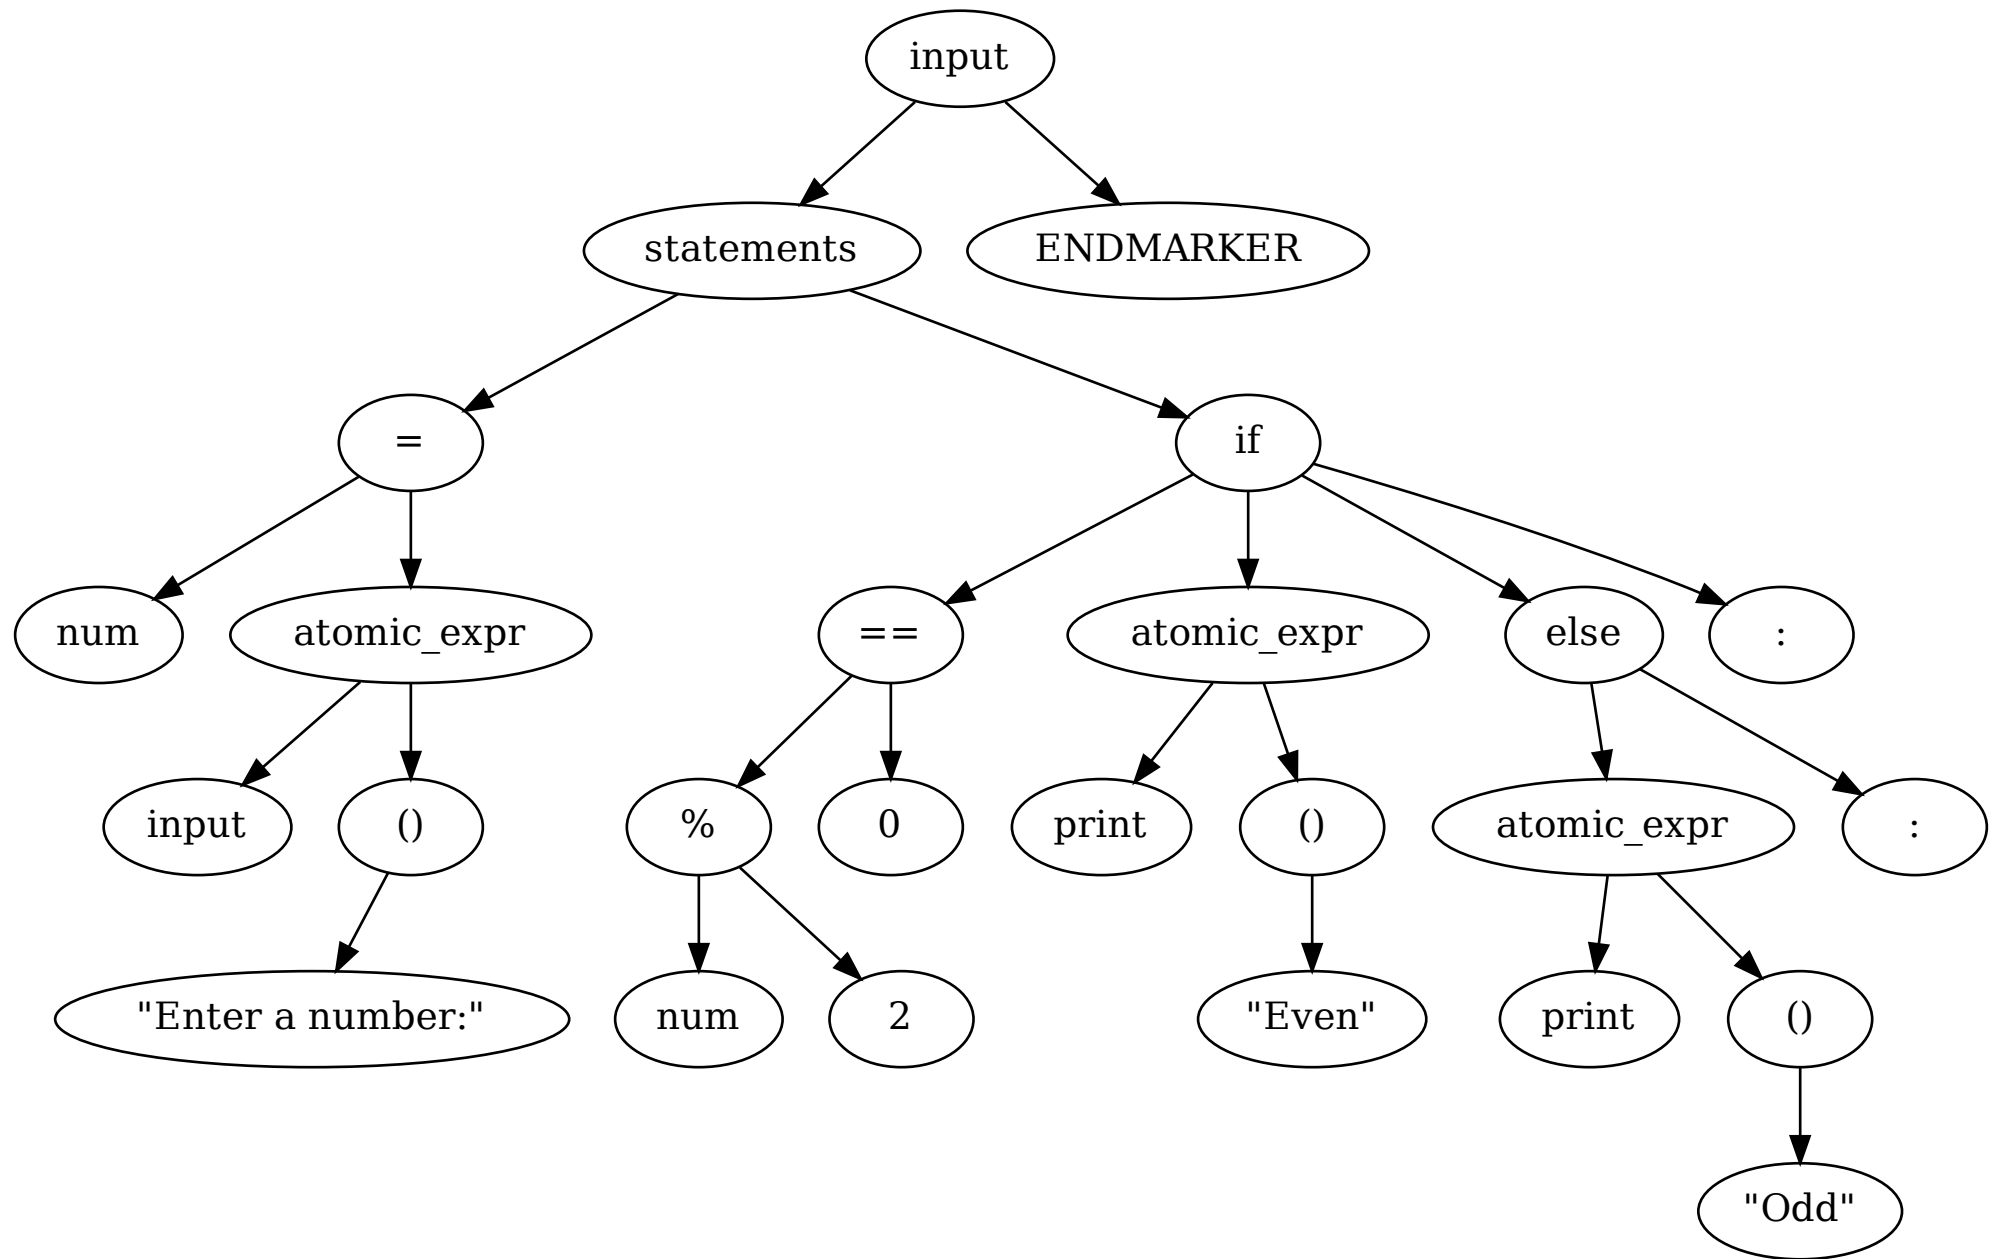 input
statements
ENDMARKER
=
if
num
atomic_expr
==
atomic_expr
else
:
input
()
%
0
print
()
atomic_expr
:
"Enter a number:"
num
2
"Even"
print
()
"Odd"